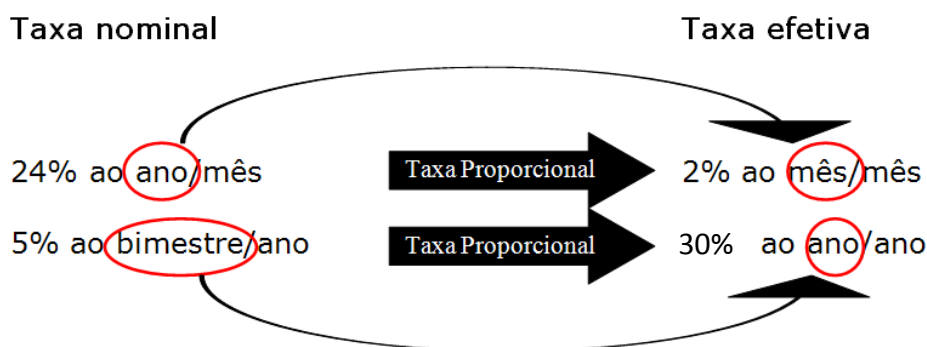 Taxa nominal Taxa efetiva
24% ao ano/mês Taxa Proporcional 2% ao mês/mês
5% ao bimestre/ano Taxa Proporcional 30% ao ano/ano